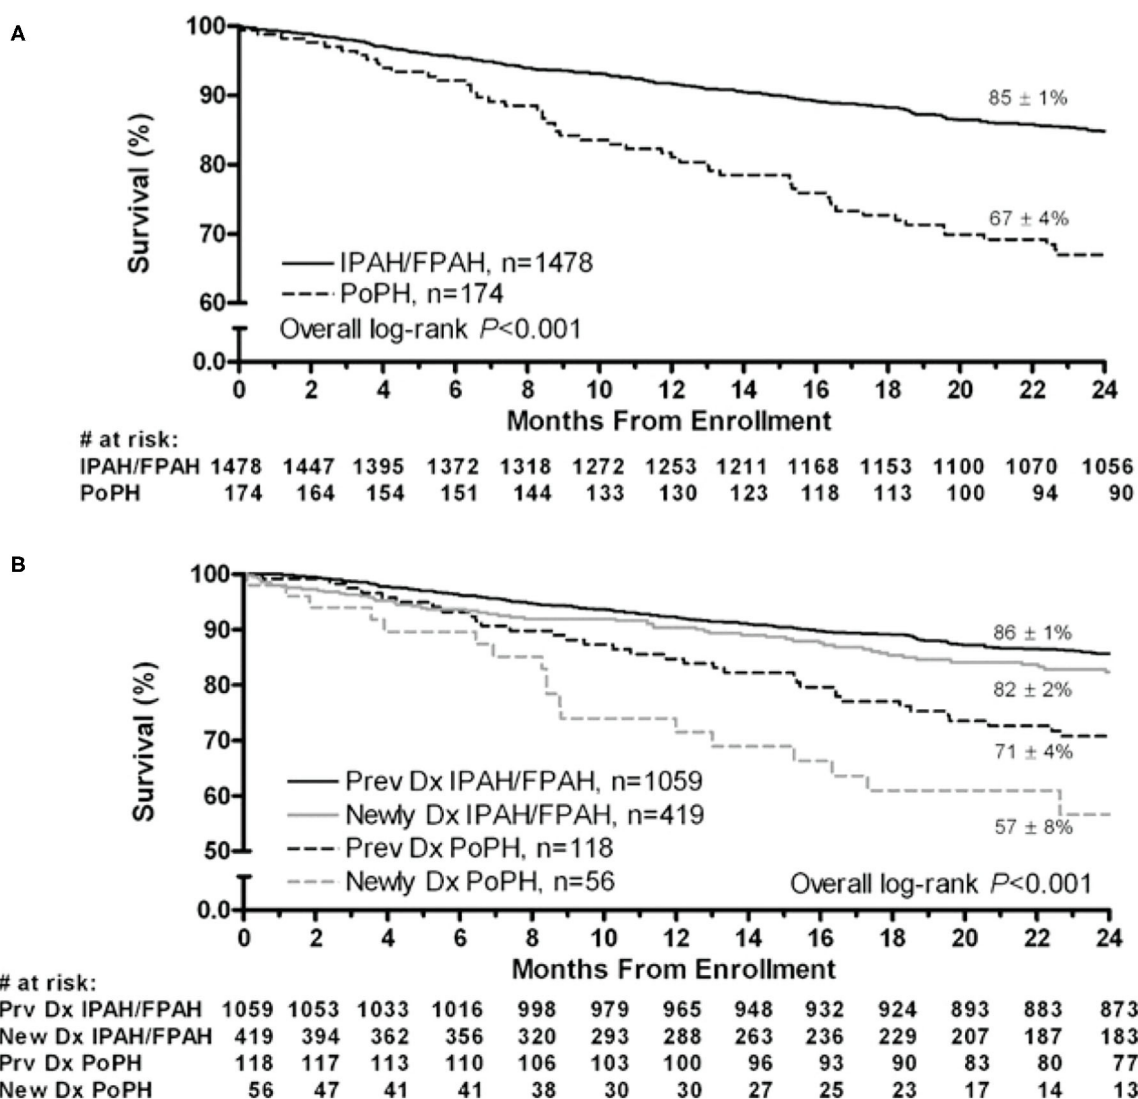 A
Survival (%)
100
90
80
70
60
0.0
85 ± 1%
67 ± 4%
IPAH/FPAH, n=1478
PoPH, n=174
Overall log-rank P<0.001
0 2 4 6 8 10 12 14 16 18 20 22 24
Months From Enrollment
# at risk:
IPAH/FPAH 1478 1447 1395 1372 1318 1272 1253 1211 1168 1153 1100 1070 1056
PoPH 174 164 154 151 144 133 130 123 118 113 100 94 90
B
Survival (%)
100
90
80
70
60
50
0.0
86 ± 1%
82 ± 2%
71 ± 4%
57 ± 8%
Prev Dx IPAH/FPAH, n=1059
Newly Dx IPAH/FPAH, n=419
Prev Dx PoPH, n=118
Newly Dx PoPH, n=56
Overall log-rank P<0.001
0 2 4 6 8 10 12 14 16 18 20 22 24
Months From Enrollment
# at risk:
Prv Dx IPAH/FPAH 1059 1053 1033 1016 998 979 965 948 932 924 893 883 873
New Dx IPAH/FPAH 419 394 362 356 320 293 288 263 236 229 207 187 183
Prv Dx PoPH 118 117 113 110 106 103 100 96 93 90 83 80 77
New Dx PoPH 56 47 41 41 38 30 30 27 25 23 17 14 13